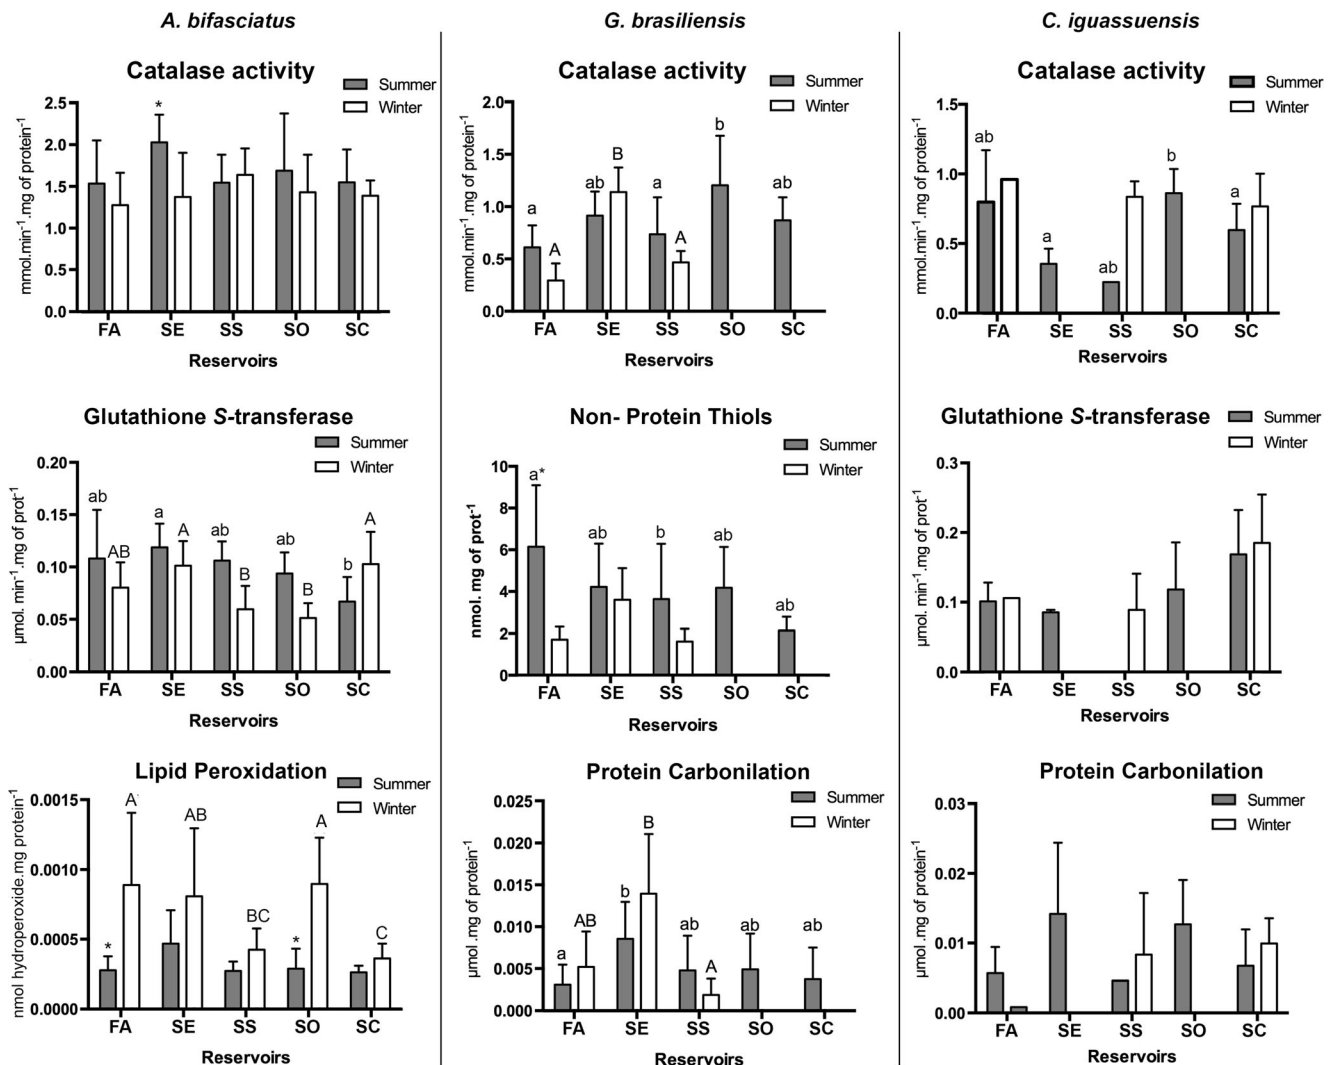 A. bifasciatus
Catalase activity
Summer
Winter
mmol.min-1.mg of protein-1
2.5
2.0
1.5
1.0
0.5
0.0
*
FA SE SS SO SC
Reservoirs
Glutathione S-transferase
Summer
Winter
µmol. min-1.mg of prot-1
0.20
0.15
0.10
0.05
0.00
ab AB a A ab B ab B b A
FA SE SS SO SC
Reservoirs
Lipid Peroxidation
Summer
Winter
nmol hydroperoxide.mg protein-1
0.0015
0.0010
0.0005
0.0000
* A AB BC * A C
FA SE SS SO SC
Reservoirs
G. brasiliensis
Catalase activity
Summer
Winter
mmol.min-1.mg of protein-1
2.0
1.5
1.0
0.5
0.0
a A ab B a A b ab
FA SE SS SO SC
Reservoirs
Non- Protein Thiols
Summer
Winter
nmol. mg of prot-1
10
8
6
4
2
0
a* ab b ab ab
FA SE SS SO SC
Reservoirs
Protein Carbonilation
Summer
Winter
µmol .mg of protein-1
0.025
0.020
0.015
0.010
0.005
0.000
a AB b B ab A ab ab
FA SE SS SO SC
Reservoirs
C. iguassuensis
Catalase activity
Summer
Winter
mmol.min-1.mg of protein-1
1.5
1.0
0.5
0.0
ab a ab b a
FA SE SS SO SC
Reservoirs
Glutathione S-transferase
Summer
Winter
µmol. min-1.mg of prot-1
0.3
0.2
0.1
0.0
FA SE SS SO SC
Reservoirs
Protein Carbonilation
Summer
Winter
µmol .mg of protein-1
0.03
0.02
0.01
0.00
FA SE SS SO SC
Reservoirs